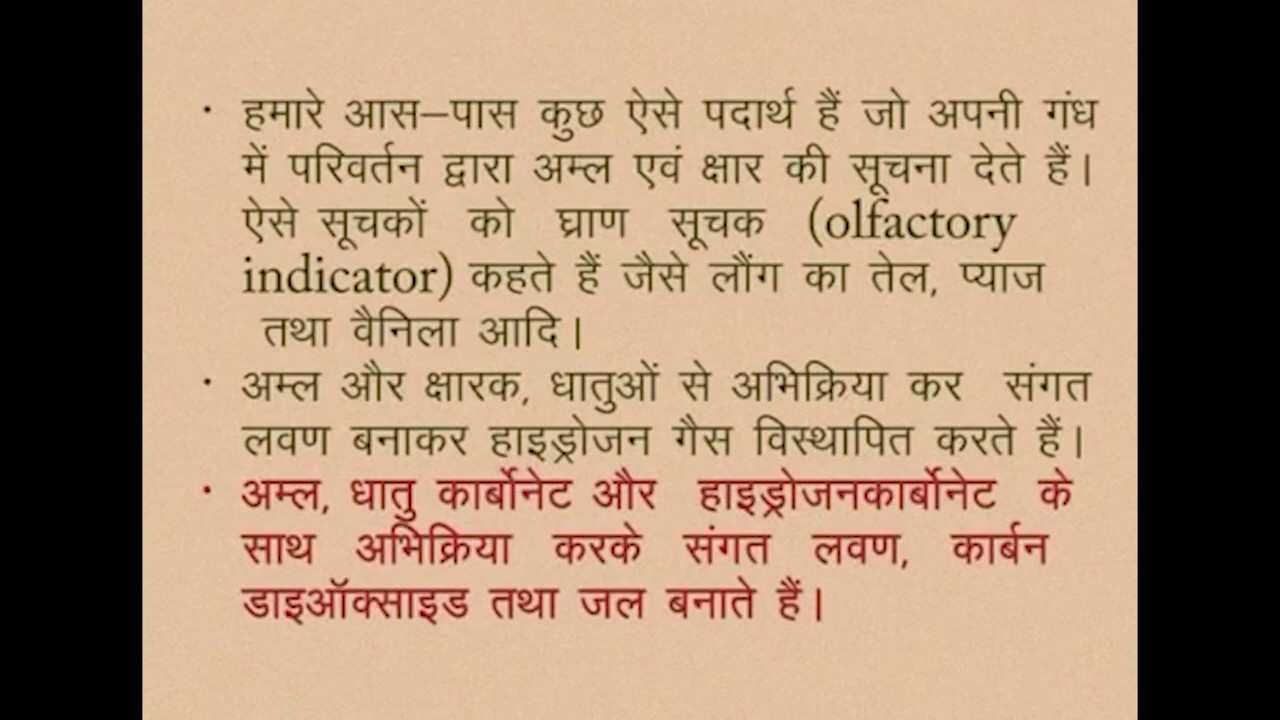 • हमारे आस–पास कुछ ऐसे पदार्थ हैं जो अपनी गंध
में परिवर्तन द्वारा अम्ल एवं क्षार की सूचना देते हैं।
ऐसे सूचकों को घ्राण सूचक (olfactory
indicator) कहते हैं जैसे लौंग का तेल, प्याज
तथा वैनिला आदि।
• अम्ल और क्षारक, धातुओं से अभिक्रिया कर संगत
लवण बनाकर हाइड्रोजन गैस विस्थापित करते हैं।
• अम्ल, धातु कार्बोनेट और हाइड्रोजनकार्बोनेट के
साथ अभिक्रिया करके संगत लवण, कार्बन
डाइऑक्साइड तथा जल बनाते हैं।